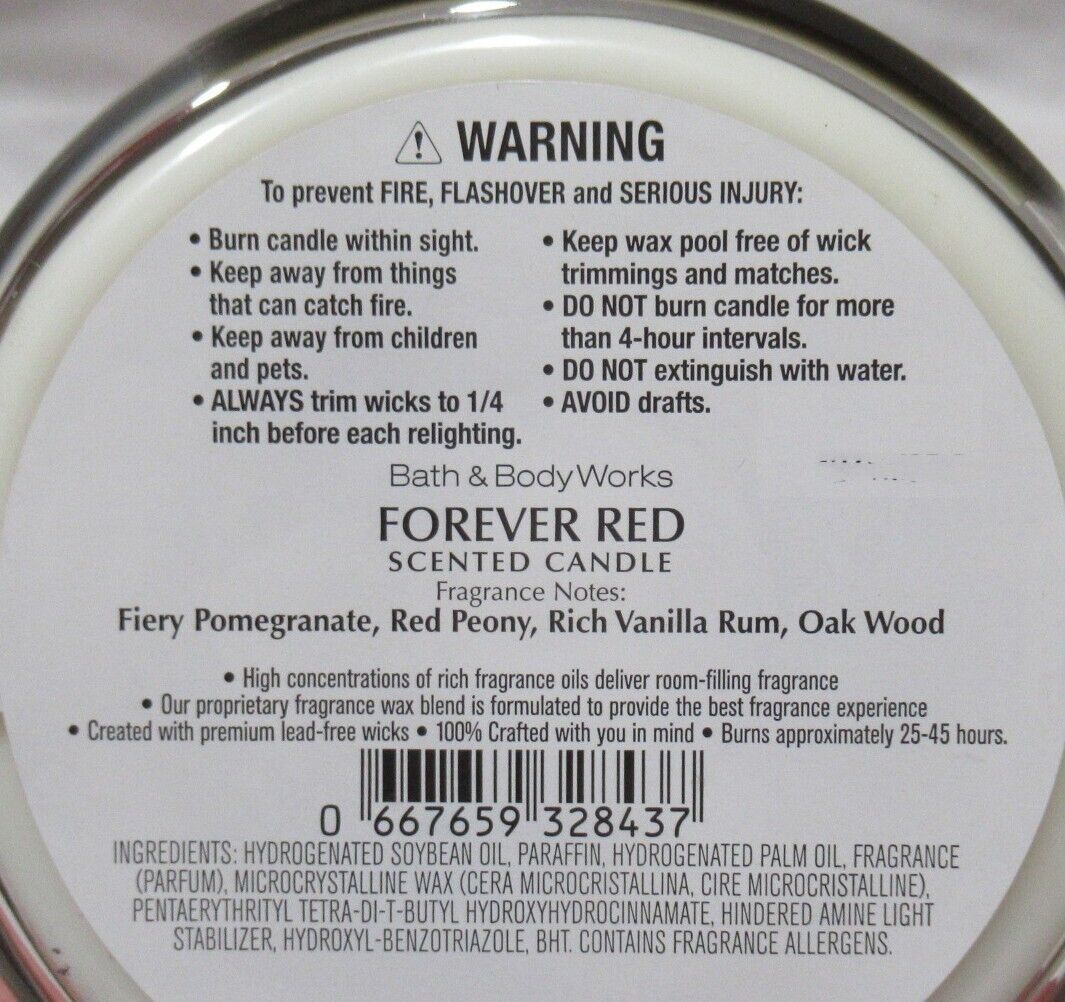 WARNING
To prevent FIRE, FLASHOVER and SERIOUS INJURY:
• Burn candle within sight.
• Keep away from things
that can catch fire.
• Keep away from children
and pets.
• ALWAYS trim wicks to 1/4
inch before each relighting.
• Keep wax pool free of wick
trimmings and matches.
• DO NOT burn candle for more
than 4-hour intervals.
• DO NOT extinguish with water.
• AVOID drafts.
Bath & Body Works
FOREVER RED
SCENTED CANDLE
Fragrance Notes:
Fiery Pomegranate, Red Peony, Rich Vanilla Rum, Oak Wood
• High concentrations of rich fragrance oils deliver room-filling fragrance
• Our proprietary fragrance wax blend is formulated to provide the best fragrance experience
• Created with premium lead-free wicks • 100% Crafted with you in mind • Burns approximately 25-45 hours.
0 667659 328437
INGREDIENTS: HYDROGENATED SOYBEAN OIL, PARAFFIN, HYDROGENATED PALM OIL, FRAGRANCE
(PARFUM), MICROCRYSTALLINE WAX (CERA MICROCRISTALLINA, CIRE MICROCRISTALLINE),
PENTAERYTHRITYL TETRA-DI-T-BUTYL HYDROXYHYDROCINNAMATE, HINDERED AMINE LIGHT
STABILIZER, HYDROXYL-BENZOTRIAZOLE, BHT. CONTAINS FRAGRANCE ALLERGENS.